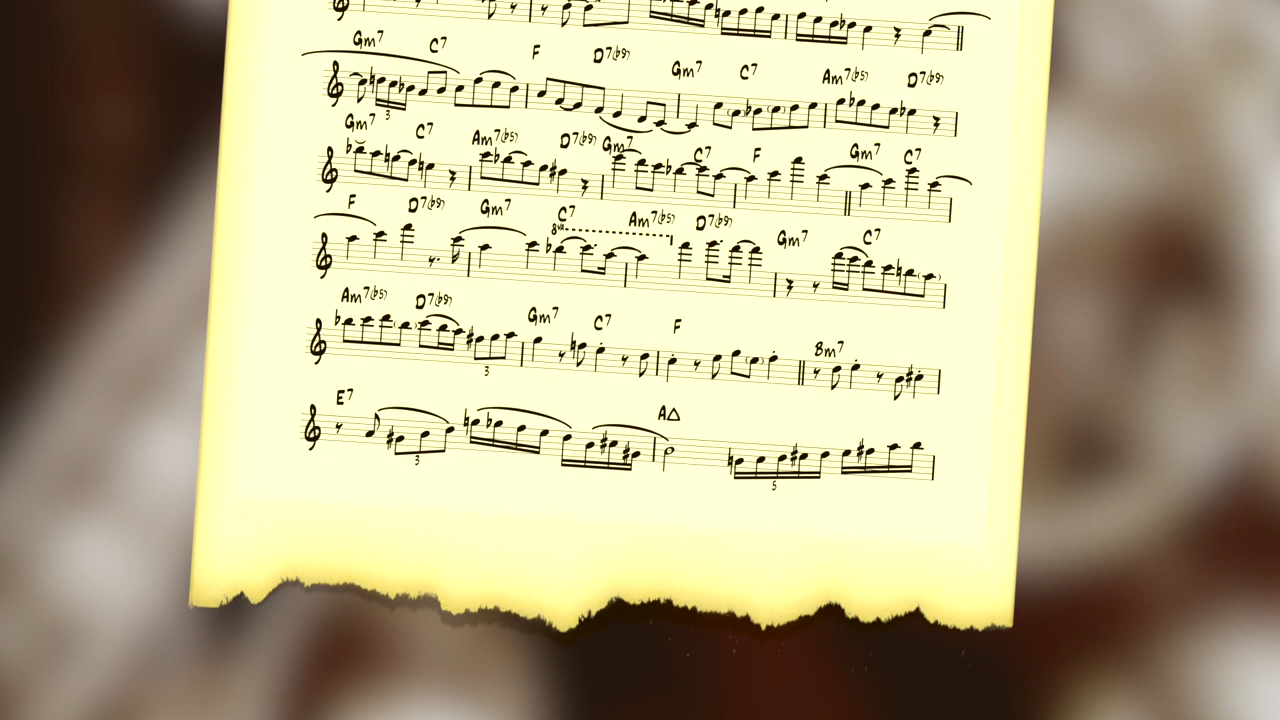 Gm7 C7 F D7(b9) Gm7 C7 Am7(b5) D7(b9)
3
Gm7 C7 Am7(b5) D7(b9) Gm7 C7 F Gm7 C7
F D7(b9) Gm7 C7 Am7(b5) D7(b9) Gm7 C7
8va
Am7(b5) D7(b9) Gm7 C7 F Bm7
3
E7 A△
3 5